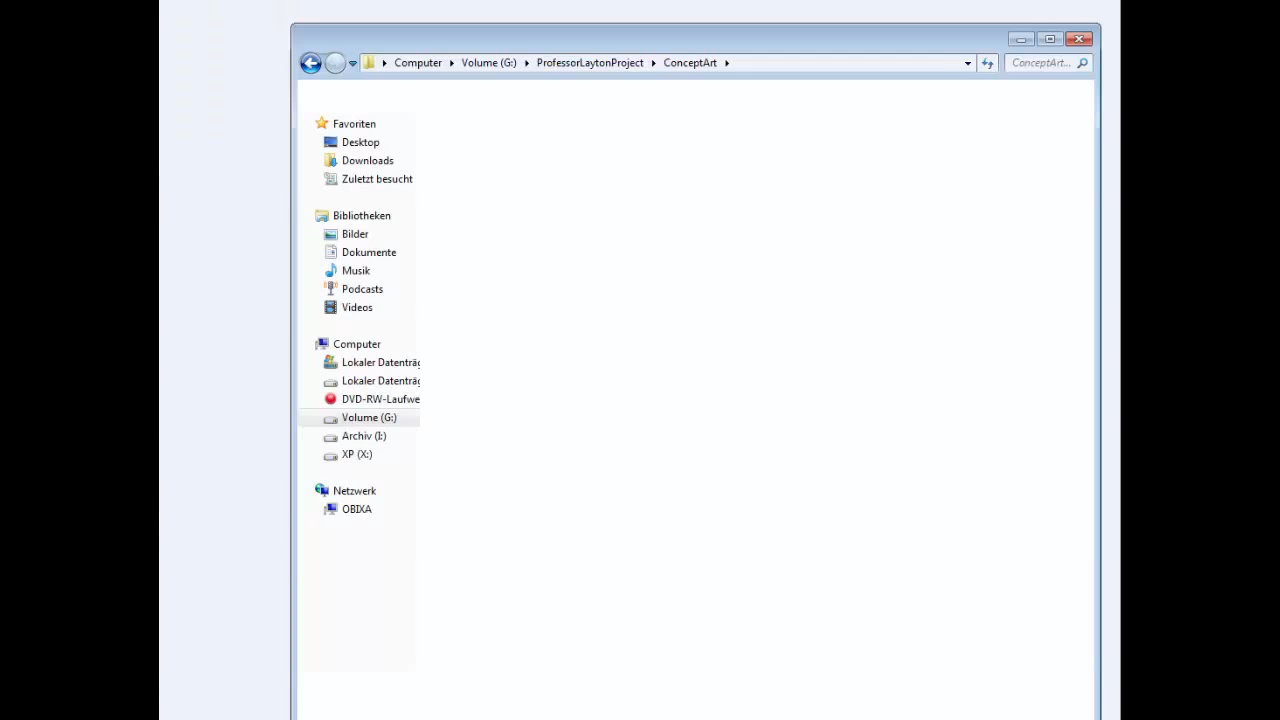 Computer Volume (G:) ProfessorLaytonProject ConceptArt ConceptArt...
Favoriten
Desktop
Downloads
Zuletzt besucht
Bibliotheken
Bilder
Dokumente
Musik
Podcasts
Videos
Computer
Lokaler Datenträg
Lokaler Datenträg
DVD-RW-Laufwe
Volume (G:)
Archiv (I:)
XP (X:)
Netzwerk
OBIXA